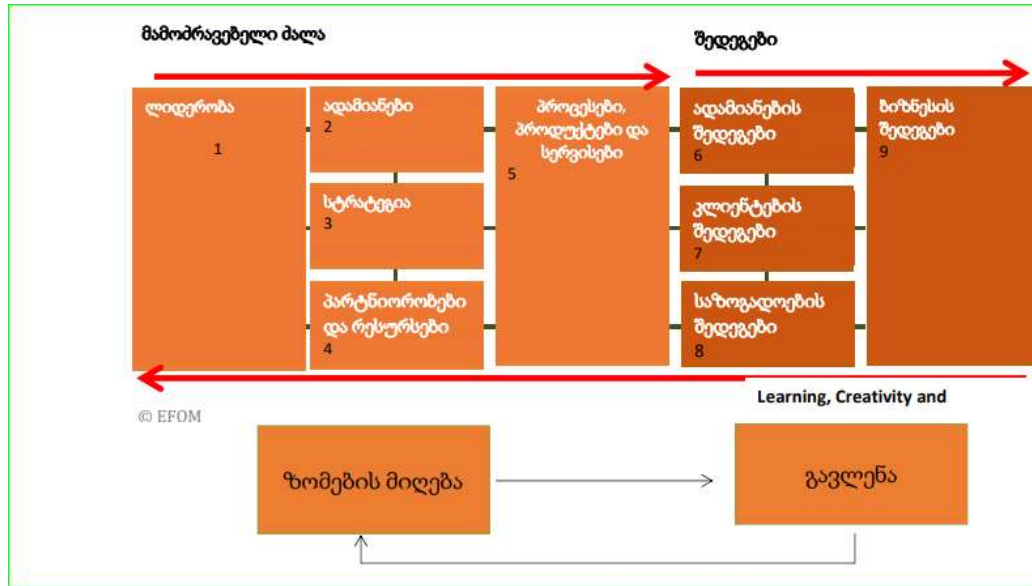 მამოძრავებელი ძალა
შედეგები
ლიდერობა
1
ადამიანები
2
სტრატეგია
3
პარტნიორობები
და რესურსები
4
პროცესები,
პროდუქტები და
სერვისები
5
ადამიანების
შედეგები
6
კლიენტების
შედეგები
7
საზოგადოების
შედეგები
8
ბიზნესის
შედეგები
9
Learning, Creativity and
© EFOM
ზომების მიღება
გავლენა